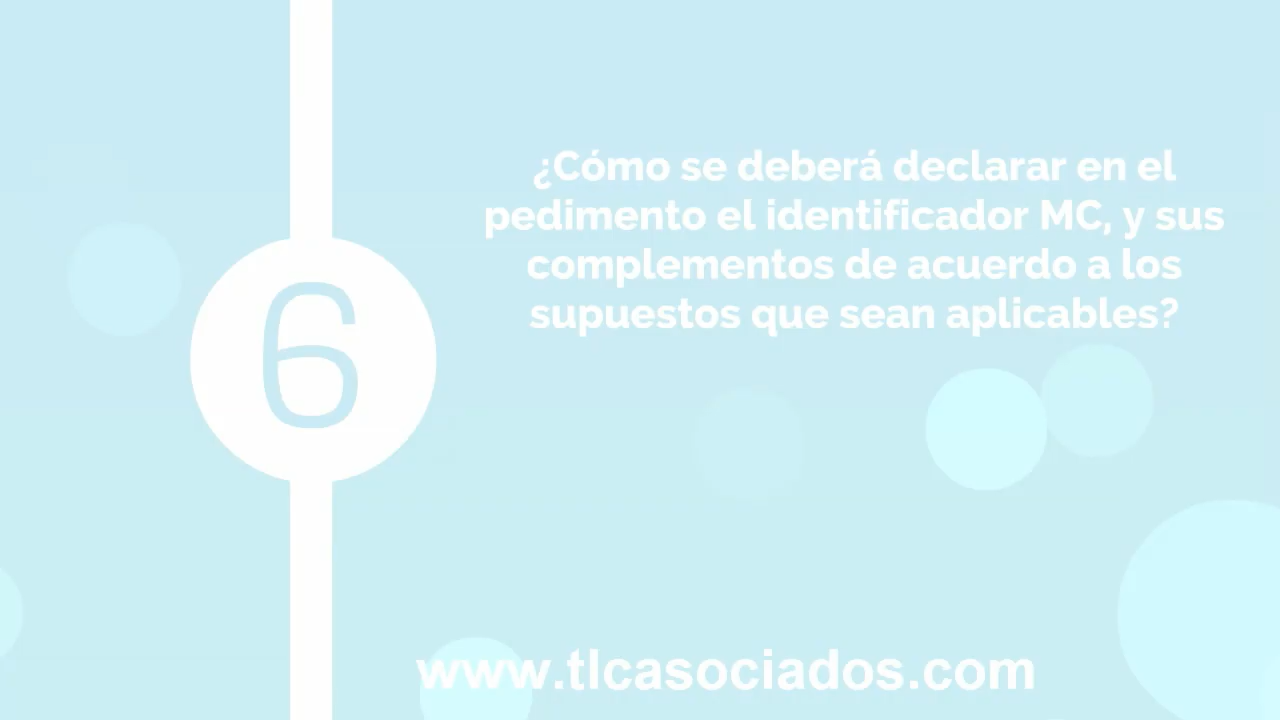 6
¿Cómo se deberá declarar en el
pedimento el identificador MC, y sus
complementos de acuerdo a los
supuestos que sean aplicables?
www.tlcasociados.com